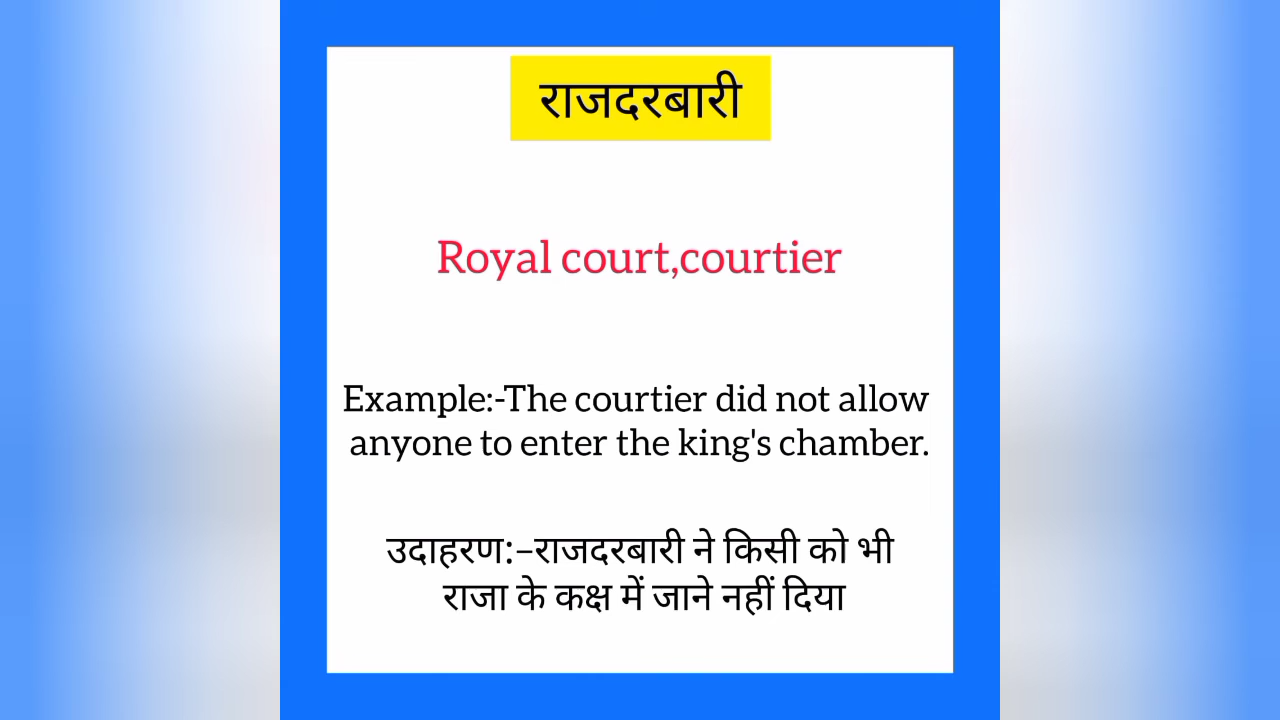 राजदरबारी
Royal court,courtier
Example:-The courtier did not allow
anyone to enter the king's chamber.
उदाहरण:–राजदरबारी ने किसी को भी
राजा के कक्ष में जाने नहीं दिया